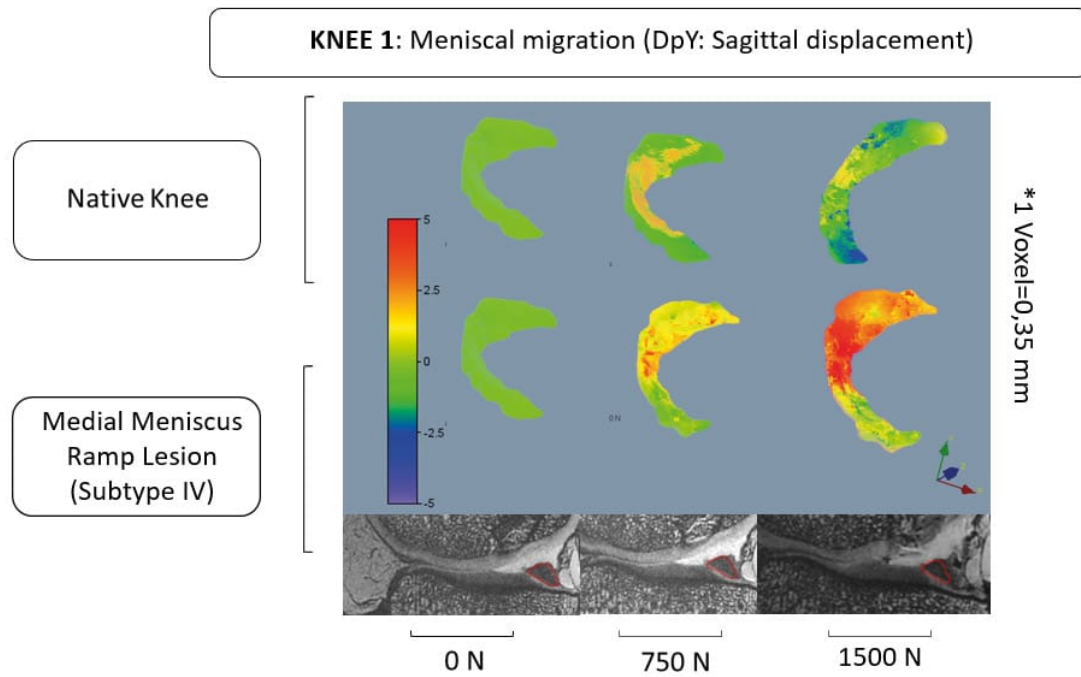 KNEE 1: Meniscal migration (DpY: Sagittal displacement)
Native Knee
Medial Meniscus
Ramp Lesion
(Subtype IV)
5
2.5
0
-2.5
-5
0 N
*1 Voxel=0,35 mm
0 N
750 N
1500 N